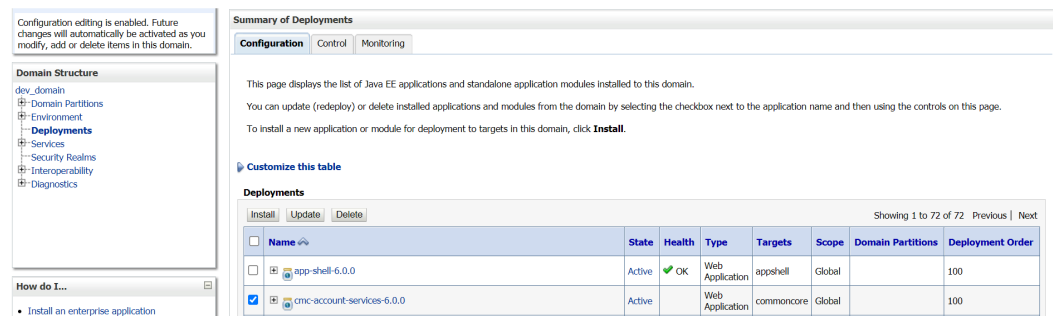 Configuration editing is enabled. Future
changes will automatically be activated as you
modify, add or delete items in this domain.
Domain Structure
dev_domain
Domain Partitions
Environment
Deployments
Services
Security Realms
Interoperability
Diagnostics
How do I...
• Install an enterprise application
Summary of Deployments
Configuration Control Monitoring
This page displays the list of Java EE applications and standalone application modules installed to this domain.
You can update (redeploy) or delete installed applications and modules from the domain by selecting the checkbox next to the application name and then using the controls on this page.
To install a new application or module for deployment to targets in this domain, click Install.
Customize this table
Deployments
Install Update Delete Showing 1 to 72 of 72 Previous | Next
Name State Health Type Targets Scope Domain Partitions Deployment Order
app-shell-6.0.0 Active OK Web Application appshell Global 100
cmc-account-services-6.0.0 Active Web Application commoncore Global 100